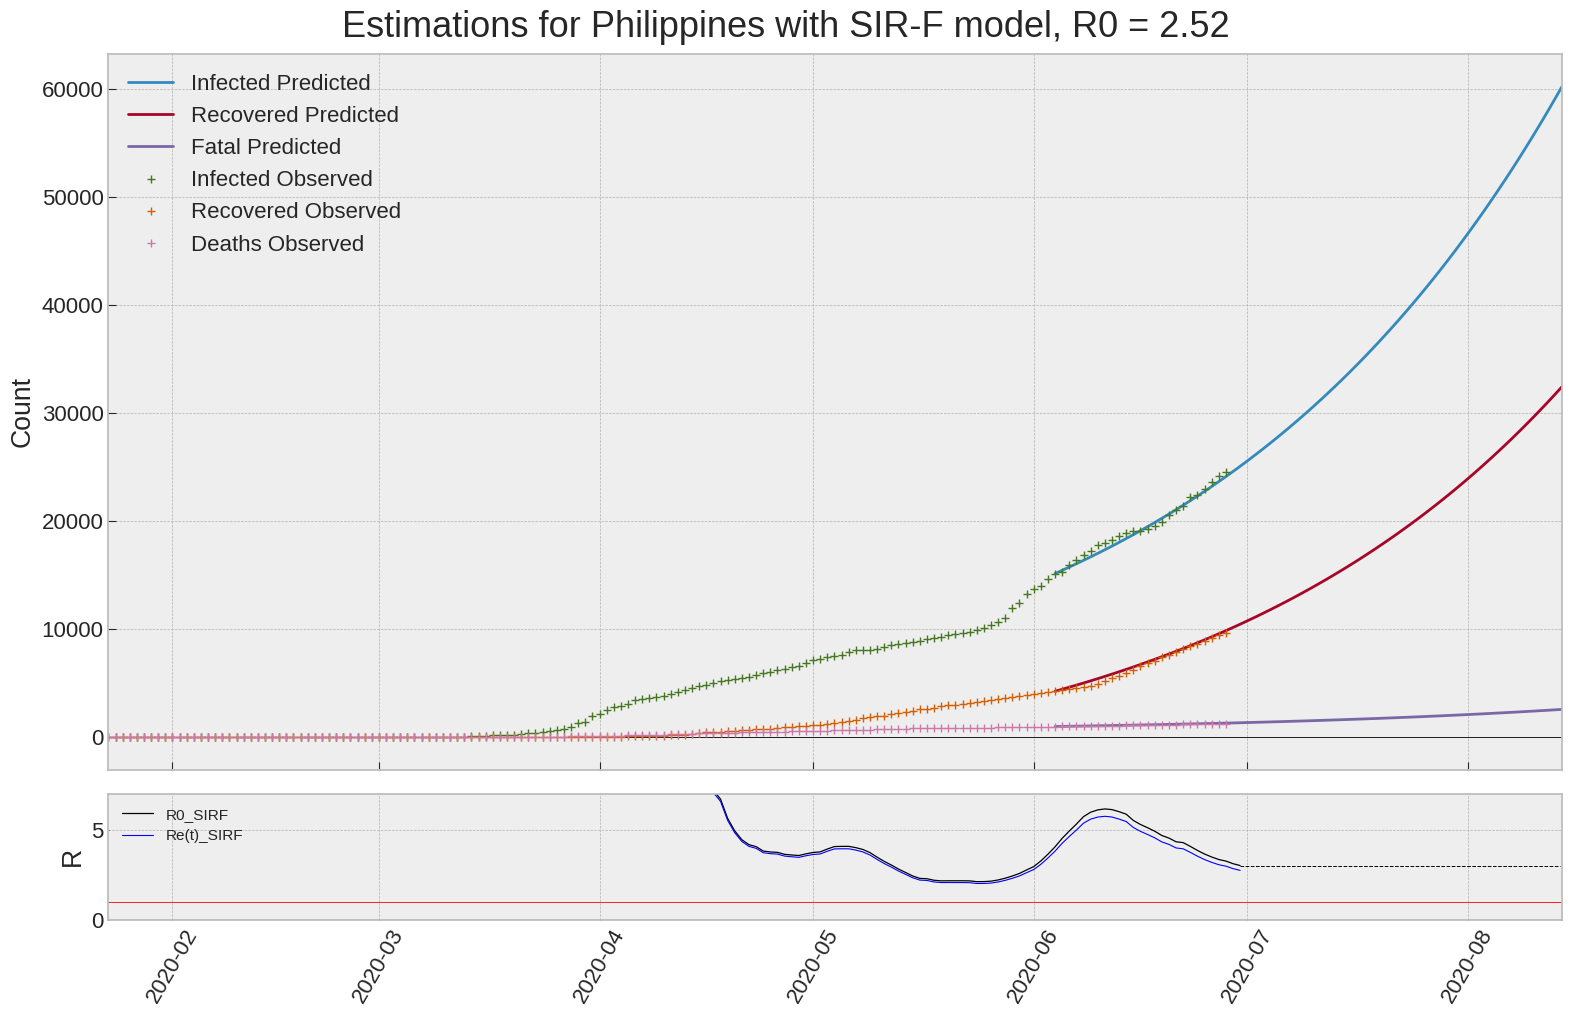 Estimations for Philippines with SIR-F model, R0 = 2.52
Infected Predicted
Recovered Predicted
Fatal Predicted
Infected Observed
Recovered Observed
Deaths Observed
60000
50000
40000
30000
20000
10000
0
Count
R0_SIRF
Re(t)_SIRF
5
0
R
2020-02
2020-03
2020-04
2020-05
2020-06
2020-07
2020-08